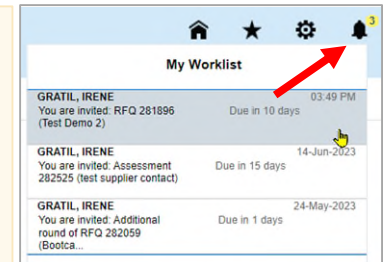 3
My Worklist
GRATIL, IRENE 03:49 PM
You are invited: RFQ 281896 Due in 10 days
(Test Demo 2)
GRATIL, IRENE 14-Jun-2023
You are invited: Assessment Due in 15 days
282525 (test supplier contact)
GRATIL, IRENE 24-May-2023
You are invited: Additional Due in 1 days
round of RFQ 282059
(Bootca...